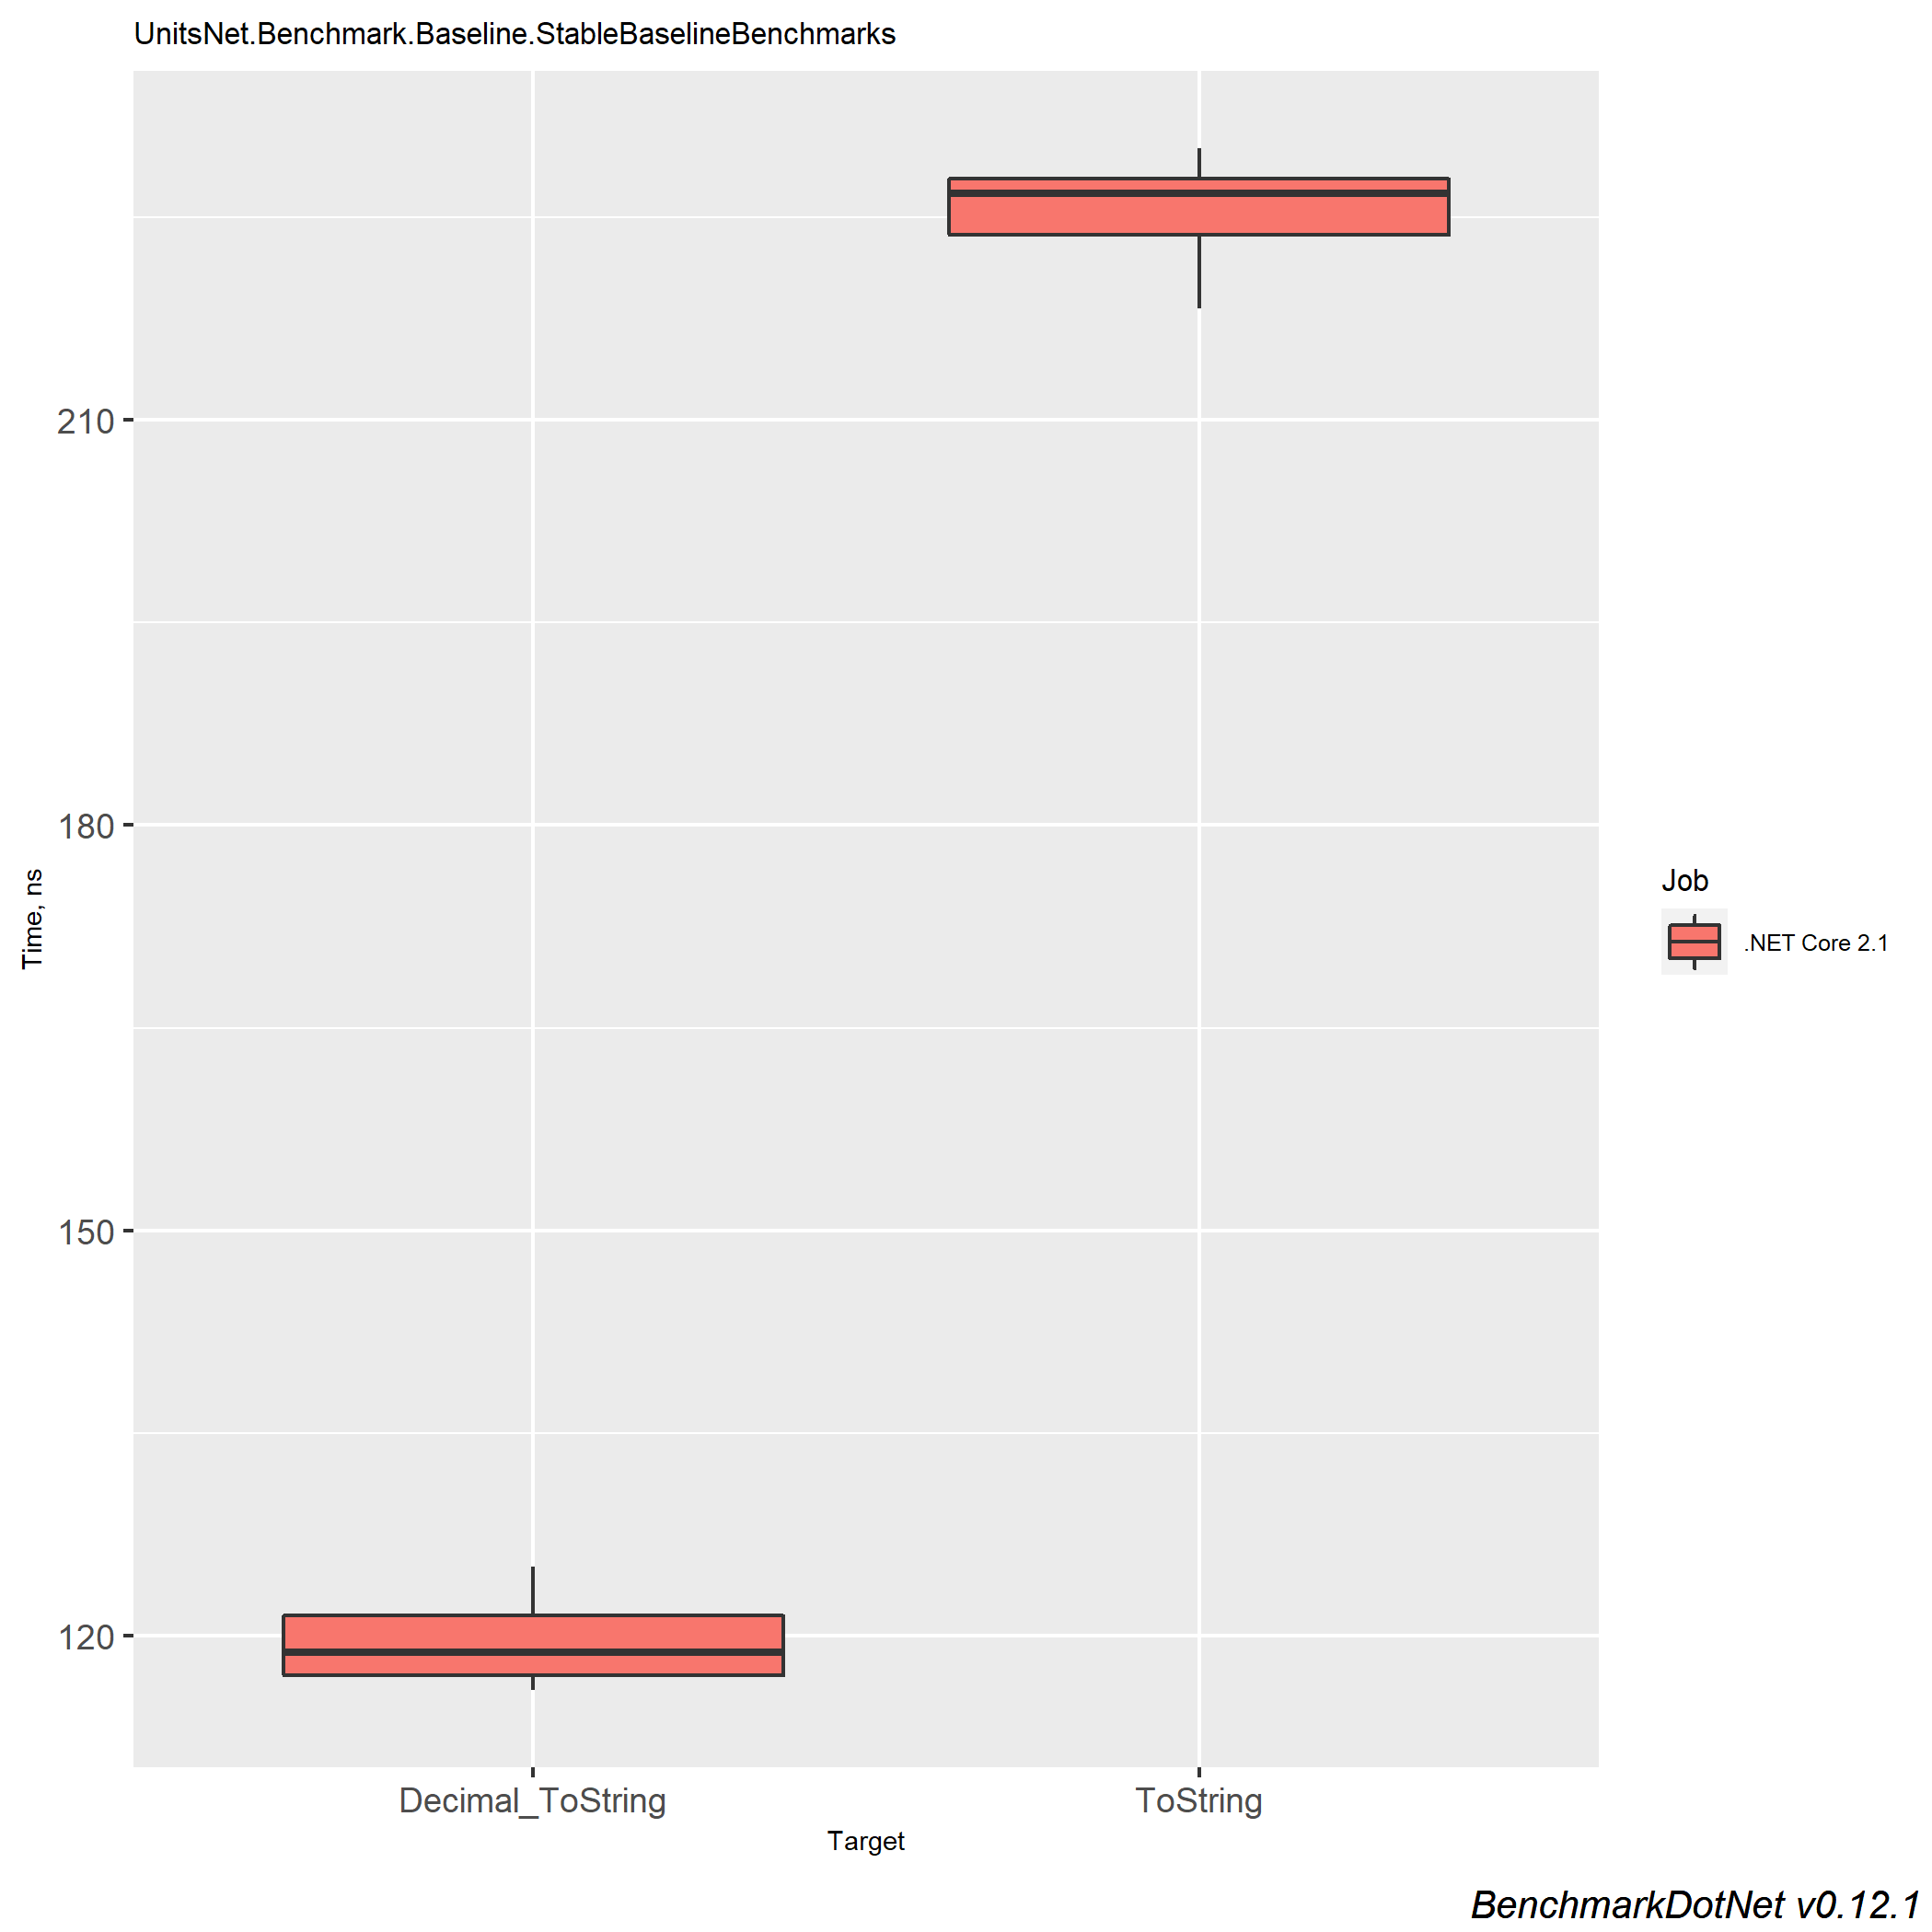 UnitsNet.Benchmark.Baseline.StableBaselineBenchmarks
210
180
150
120
Time, ns
Decimal_ToString
ToString
Target
Job
.NET Core 2.1
BenchmarkDotNet v0.12.1